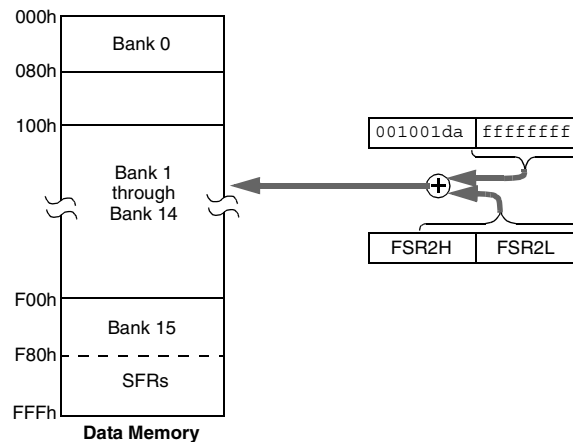 000h
Bank 0
080h
100h
001001da ffffffff
Bank 1
through
Bank 14
FSR2H FSR2L
F00h
Bank 15
F80h
SFRs
FFFh
Data Memory